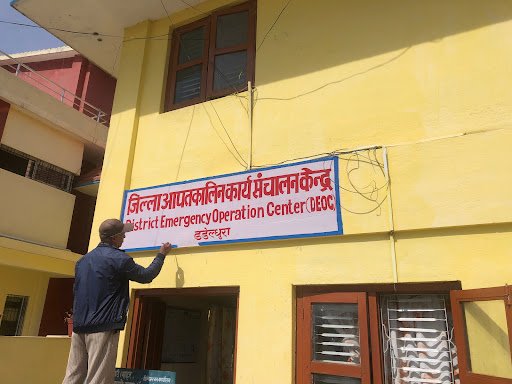 जिल्ला आपतकालिन कार्य संचालन केन्द्र
District Emergency Operation Center (DEOC
डडेल्धुरा